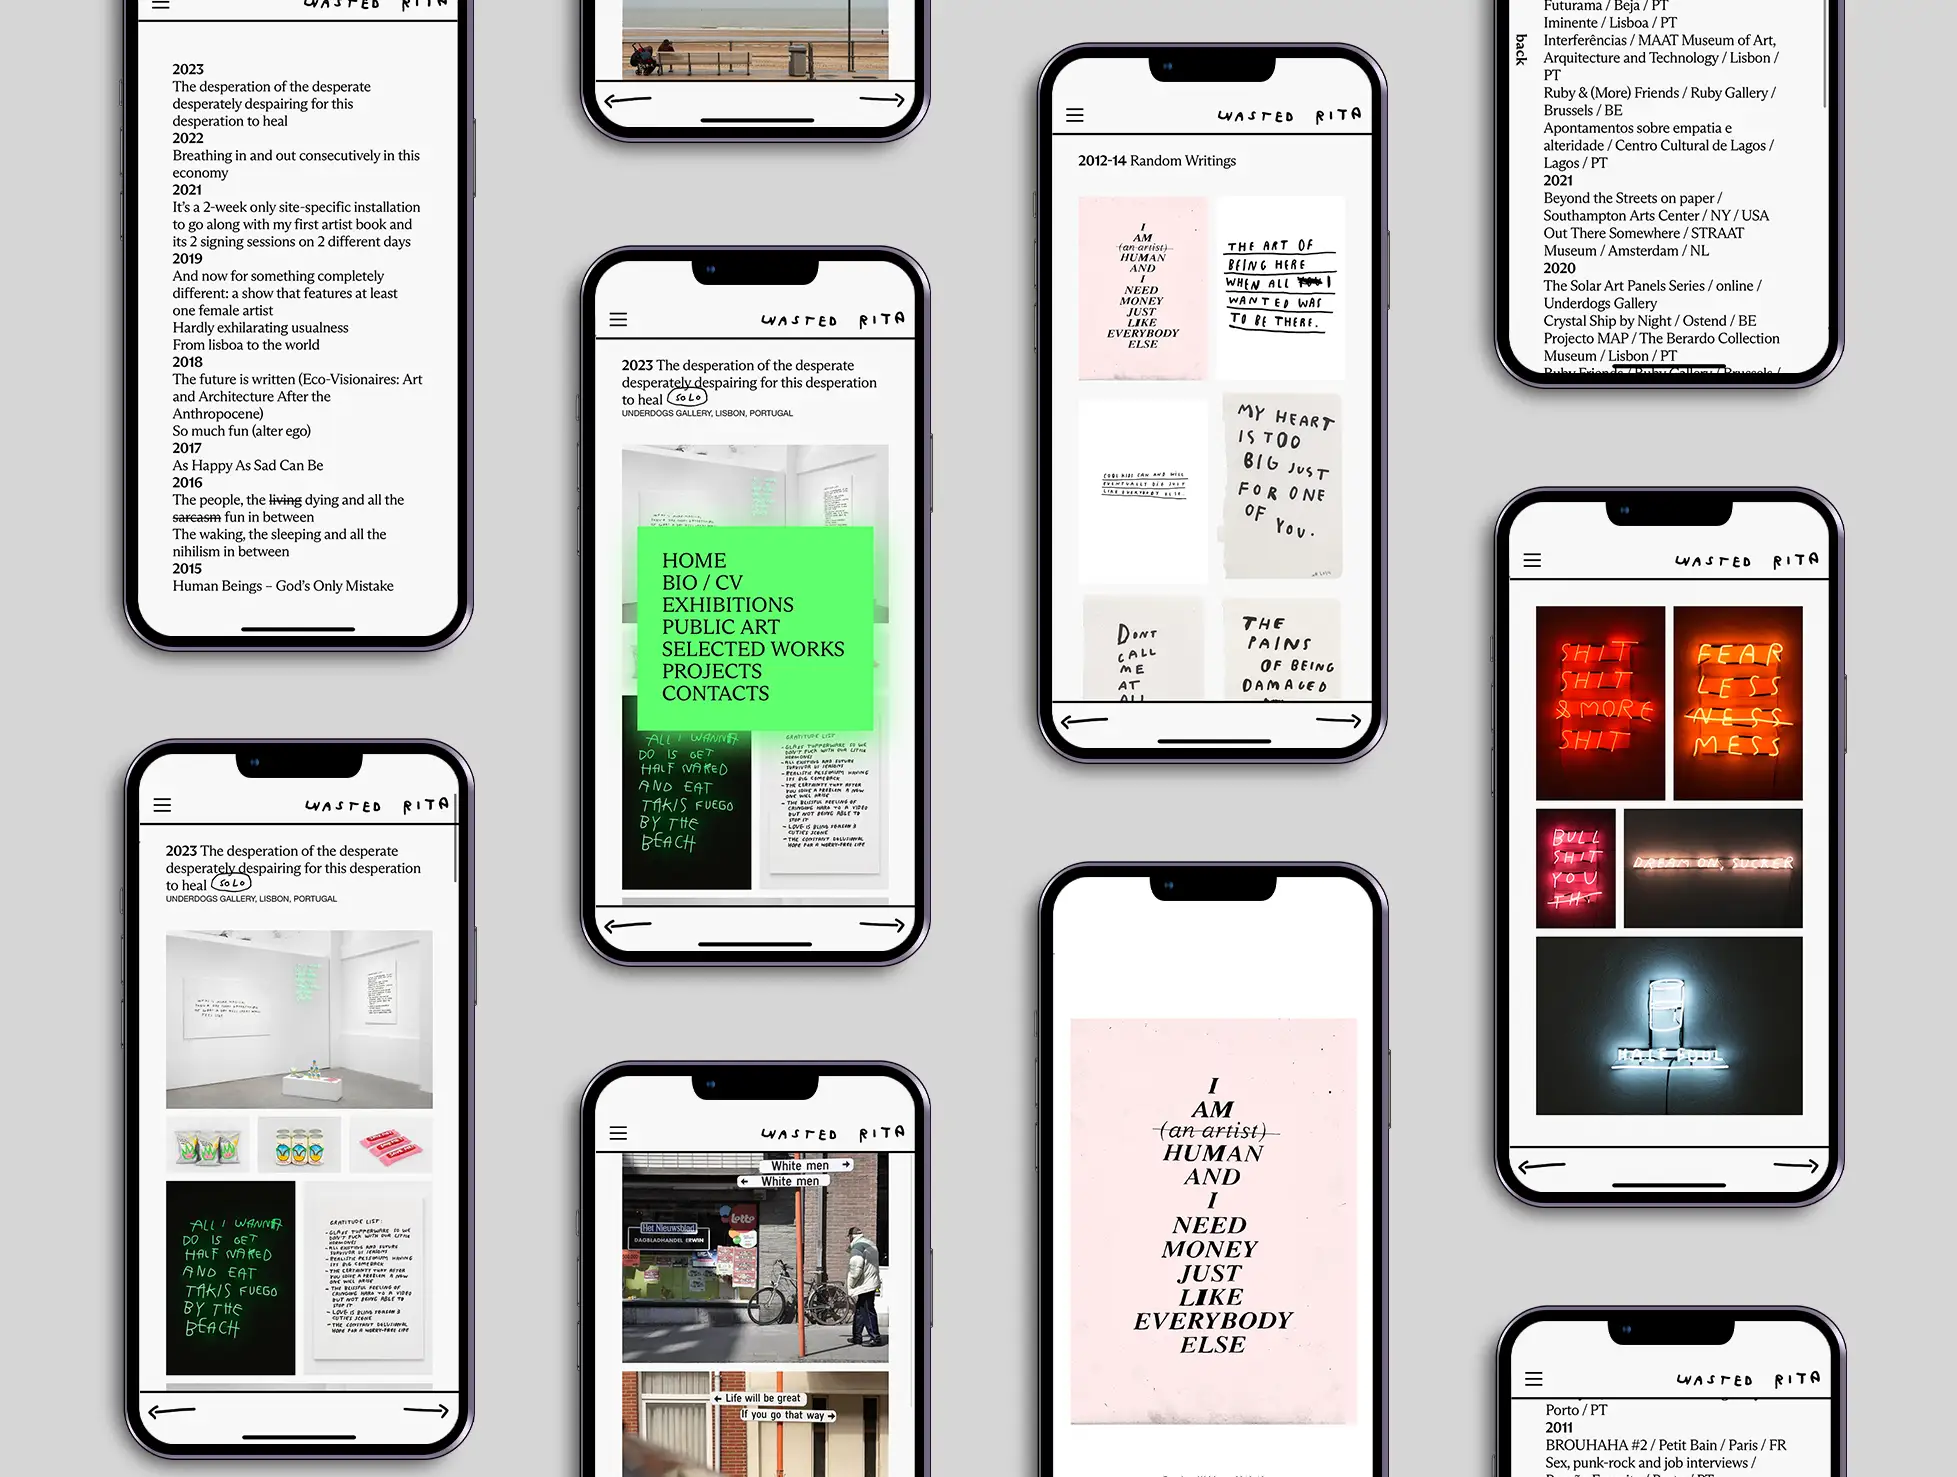 WASTED RITA
2023
The desperation of the desperate
desperately despairing for this
desperation to heal
2022
Breathing in and out consecutively in this
economy
2021
It's a 2-week only site-specific installation
to go along with my first artist book and
its 2 signing sessions on 2 different days
2019
And now for something completely
different: a show that features at least
one female artist
Hardly exhilarating usualness
From lisboa to the world
2018
The future is written (Eco-Visionaires: Art
and Architecture After the
Anthropocene)
So much fun (alter ego)
2017
As Happy As Sad Can Be
2016
The people, the living dying and all the
sarcasm fun in between
The waking, the sleeping and all the
nihilism in between
2015
Human Beings – God's Only Mistake
WASTED RITA
2023 The desperation of the desperate
desperately despairing for this desperation
to heal SOLO
UNDERDOGS GALLERY, LISBON, PORTUGAL
ALL I WANNA
DO IS GET
HALF NAKED
AND EAT
TAKIS FUEGO
BY THE
BEACH
GRATITUDE LIST:
WASTED RITA
2023 The desperation of the desperate
desperately despairing for this desperation
to heal SOLO
UNDERDOGS GALLERY, LISBON, PORTUGAL
HOME
BIO / CV
EXHIBITIONS
PUBLIC ART
SELECTED WORKS
PROJECTS
CONTACTS
ALL I WANNA
DO IS GET
HALF NAKED
AND EAT
TAKIS FUEGO
BY THE
BEACH
GRATITUDE LIST
WASTED RITA
White men
White men
Het Nieuwsblad
Lotto
DAGBLADHANDEL ERWIN
Life will be great
If you go that way
WASTED RITA
2012-14 Random Writings
I
AM
(an artist)
HUMAN
AND
I
NEED
MONEY
JUST
LIKE
EVERYBODY
ELSE
THE ART OF
BEING HERE
WHEN ALL I
WANTED WAS
TO BE THERE.
COOL KIDS CAN AND WILL
EVENTUALLY DIE JUST
LIKE EVERYBODY ELSE.
MY HEART
IS TOO
BIG JUST
FOR ONE
OF YOU.
DONT
CALL
ME
AT
ALL
THE
PAINS
OF BEING
DAMAGED
I
AM
(an artist)
HUMAN
AND
I
NEED
MONEY
JUST
LIKE
EVERYBODY
ELSE
back
Futurama / Beja / PT
Iminente / Lisboa / PT
Interferências / MAAT Museum of Art,
Arquitecture and Technology / Lisbon /
PT
Ruby & (More) Friends / Ruby Gallery /
Brussels / BE
Apontamentos sobre empatia e
alteridade / Centro Cultural de Lagos /
Lagos / PT
2021
Beyond the Streets on paper /
Southampton Arts Center / NY / USA
Out There Somewhere / STRAAT
Museum / Amsterdam / NL
2020
The Solar Art Panels Series / online /
Underdogs Gallery
Crystal Ship by Night / Ostend / BE
Projecto MAP / The Berardo Collection
Museum / Lisbon / PT
Ruby Friends / Ruby Gallery / Brussels /
WASTED RITA
SHIT
SHIT
& MORE
SHIT
FEAR
LESS
NESS
MESS
BULL
SHIT
YOU
DREAM ON, SUCKER
HALF FOUL
WASTED RITA
Porto / PT
2011
BROUHAHA #2 / Petit Bain / Paris / FR
Sex, punk-rock and job interviews /